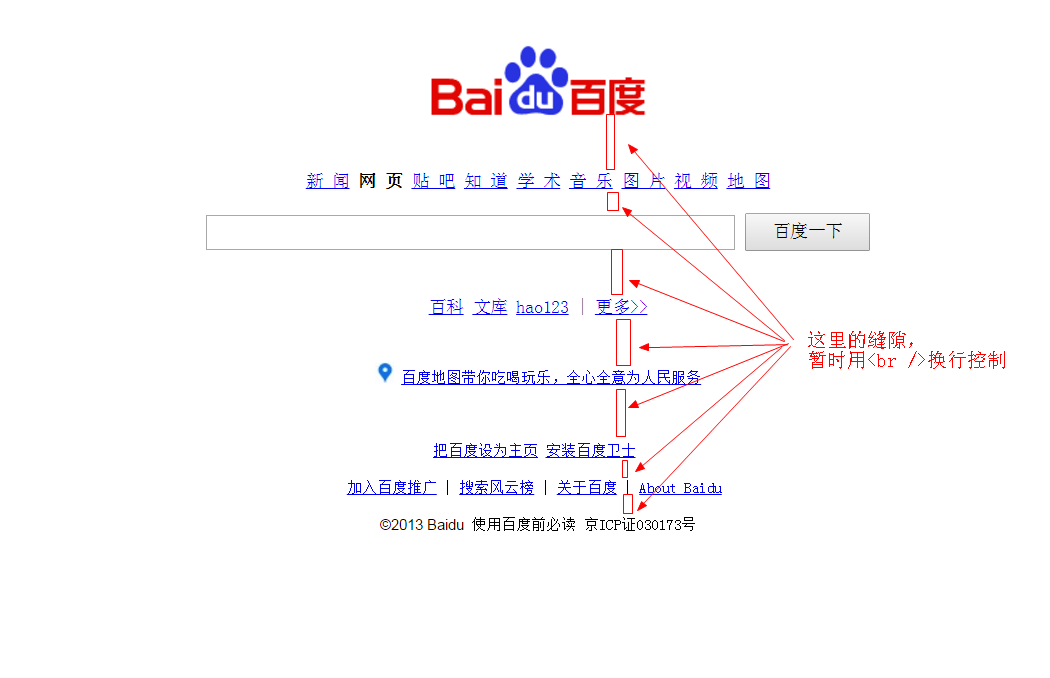 Bai du 百度
新 闻 网 页 贴 吧 知 道 学 术 音 乐 图 片 视 频 地 图
百度一下
百科 文库 hao123 | 更多>>
这里的缝隙，
暂时用<br />换行控制
百度地图带你吃喝玩乐，全心全意为人民服务
把百度设为主页 安装百度卫士
加入百度推广 | 搜索风云榜 | 关于百度 | About Baidu
©2013 Baidu 使用百度前必读 京ICP证030173号